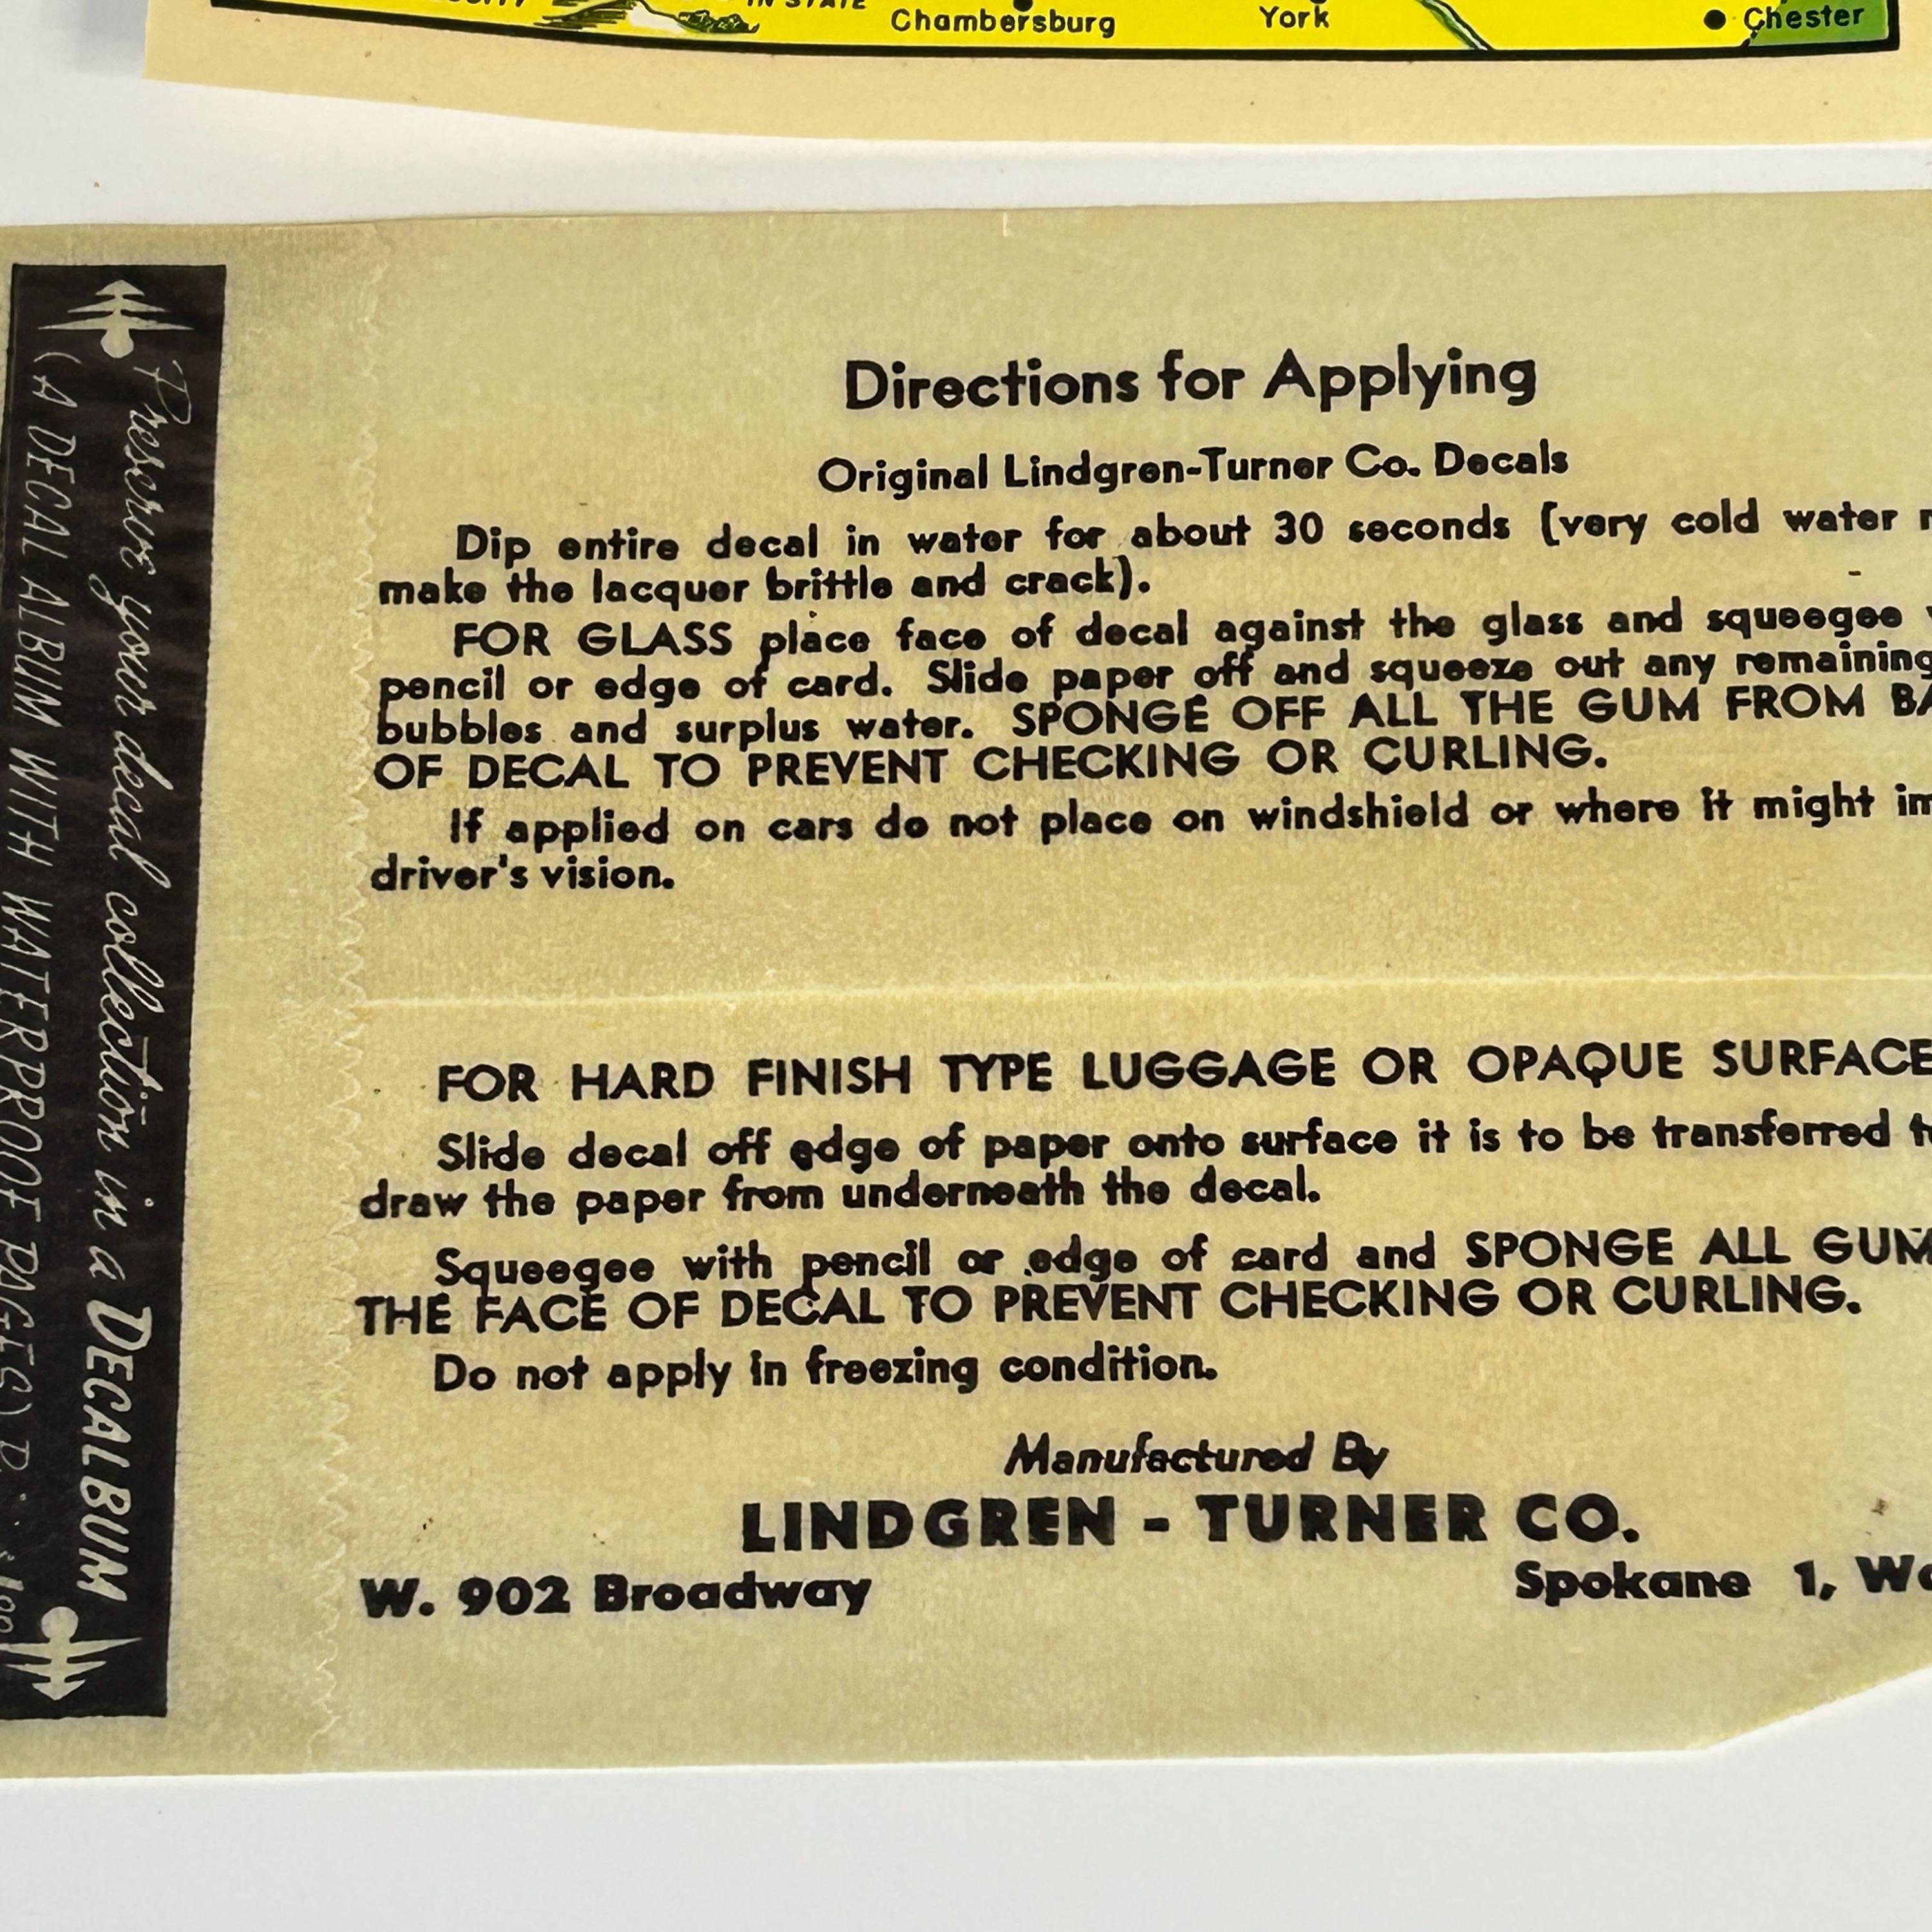 IN STATE
Chambersburg
York
Chester
Preserve your decal collection in a DECALBUM
(A DECAL ALBUM WITH WATERPROOF PAGES)
Directions for Applying
Original Lindgren-Turner Co. Decals
Dip entire decal in water for about 30 seconds (very cold water
make the lacquer brittle and crack).
FOR GLASS place face of decal against the glass and squeegee
pencil or edge of card. Slide paper off and squeeze out any remaining
bubbles and surplus water. SPONGE OFF ALL THE GUM FROM BA
OF DECAL TO PREVENT CHECKING OR CURLING.
If applied on cars do not place on windshield or where it might im
driver's vision.
FOR HARD FINISH TYPE LUGGAGE OR OPAQUE SURFACE
Slide decal off edge of paper onto surface it is to be transferred
draw the paper from underneath the decal.
Squeegee with pencil or edge of card and SPONGE ALL GUM
THE FACE OF DECAL TO PREVENT CHECKING OR CURLING.
Do not apply in freezing condition.
Manufactured By
LINDGREN - TURNER CO.
W. 902 Broadway Spokane 1, Wa